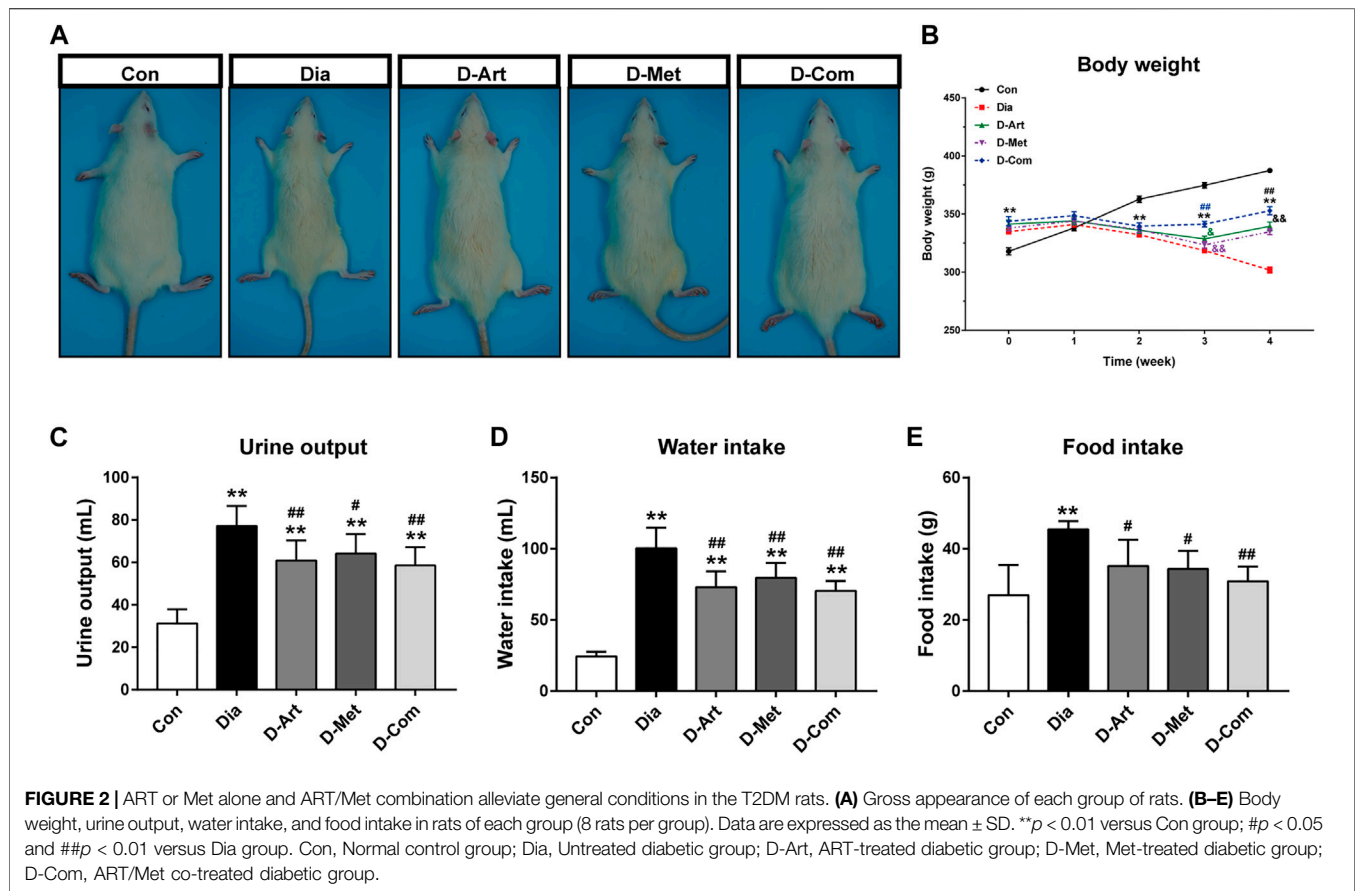 A
Con
Dia
D-Art
D-Met
D-Com
B
Body weight
Con
Dia
D-Art
D-Met
D-Com
Body weight (g)
450
400
350
300
250
**
**
##
**
&
&&
##
**
&&
0
1
2
3
4
Time (week)
C
Urine output
Urine output (mL)
100
80
60
40
20
0
**
##
**
#
**
##
**
Con
Dia
D-Art
D-Met
D-Com
D
Water intake
Water intake (mL)
150
100
50
0
**
##
**
##
**
##
**
Con
Dia
D-Art
D-Met
D-Com
E
Food intake
Food intake (g)
60
40
20
0
**
#
#
##
Con
Dia
D-Art
D-Met
D-Com
FIGURE 2 | ART or Met alone and ART/Met combination alleviate general conditions in the T2DM rats. (A) Gross appearance of each group of rats. (B–E) Body
weight, urine output, water intake, and food intake in rats of each group (8 rats per group). Data are expressed as the mean ± SD. **p < 0.01 versus Con group; #p < 0.05
and ##p < 0.01 versus Dia group. Con, Normal control group; Dia, Untreated diabetic group; D-Art, ART-treated diabetic group; D-Met, Met-treated diabetic group;
D-Com, ART/Met co-treated diabetic group.